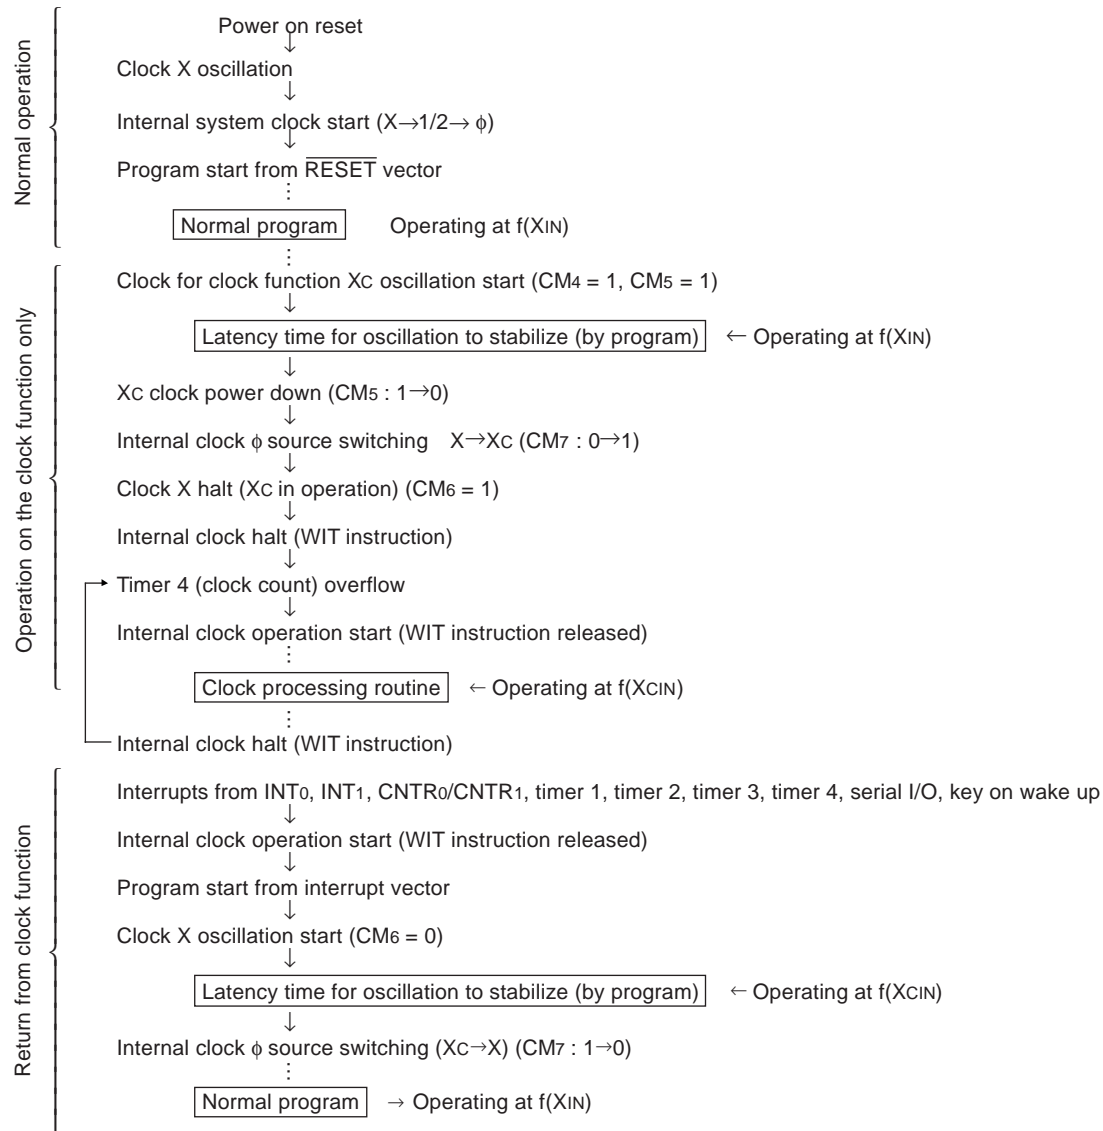 Normal operation
Power on reset
↓
Clock X oscillation
↓
Internal system clock start (X→1/2→ ϕ)
↓
Program start from R̅E̅S̅E̅T̅ vector
⋮
Normal program Operating at f(XIN)
⋮
Operation on the clock function only
Clock for clock function XC oscillation start (CM4 = 1, CM5 = 1)
↓
Latency time for oscillation to stabilize (by program) ← Operating at f(XIN)
↓
XC clock power down (CM5 : 1→0)
↓
Internal clock ϕ source switching X→XC (CM7 : 0→1)
↓
Clock X halt (XC in operation) (CM6 = 1)
↓
Internal clock halt (WIT instruction)
↓
Timer 4 (clock count) overflow
↓
Internal clock operation start (WIT instruction released)
⋮
Clock processing routine ← Operating at f(XCIN)
⋮
Internal clock halt (WIT instruction)
Return from clock function
Interrupts from INT0, INT1, CNTR0/CNTR1, timer 1, timer 2, timer 3, timer 4, serial I/O, key on wake up
↓
Internal clock operation start (WIT instruction released)
↓
Program start from interrupt vector
↓
Clock X oscillation start (CM6 = 0)
↓
Latency time for oscillation to stabilize (by program) ← Operating at f(XCIN)
↓
Internal clock ϕ source switching (XC→X) (CM7 : 1→0)
⋮
Normal program → Operating at f(XIN)